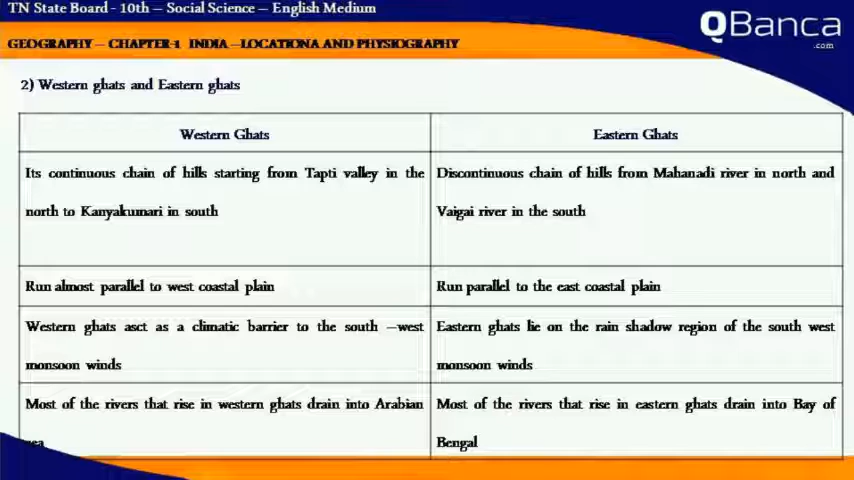 TN State Board - 10th – Social Science – English Medium
QBanca
.com
GEOGRAPHY – CHAPTER-1 INDIA –LOCATIONA AND PHYSIOGRAPHY
2) Western ghats and Eastern ghats
Western Ghats
Eastern Ghats
Its continuous chain of hills starting from Tapti valley in the
north to Kanyakumari in south
Discontinuous chain of hills from Mahanadi river in north and
Vaigai river in the south
Run almost parallel to west coastal plain
Run parallel to the east coastal plain
Western ghats asct as a climatic barrier to the south –west
monsoon winds
Eastern ghats lie on the rain shadow region of the south west
monsoon winds
Most of the rivers that rise in western ghats drain into Arabian
sea
Most of the rivers that rise in eastern ghats drain into Bay of
Bengal